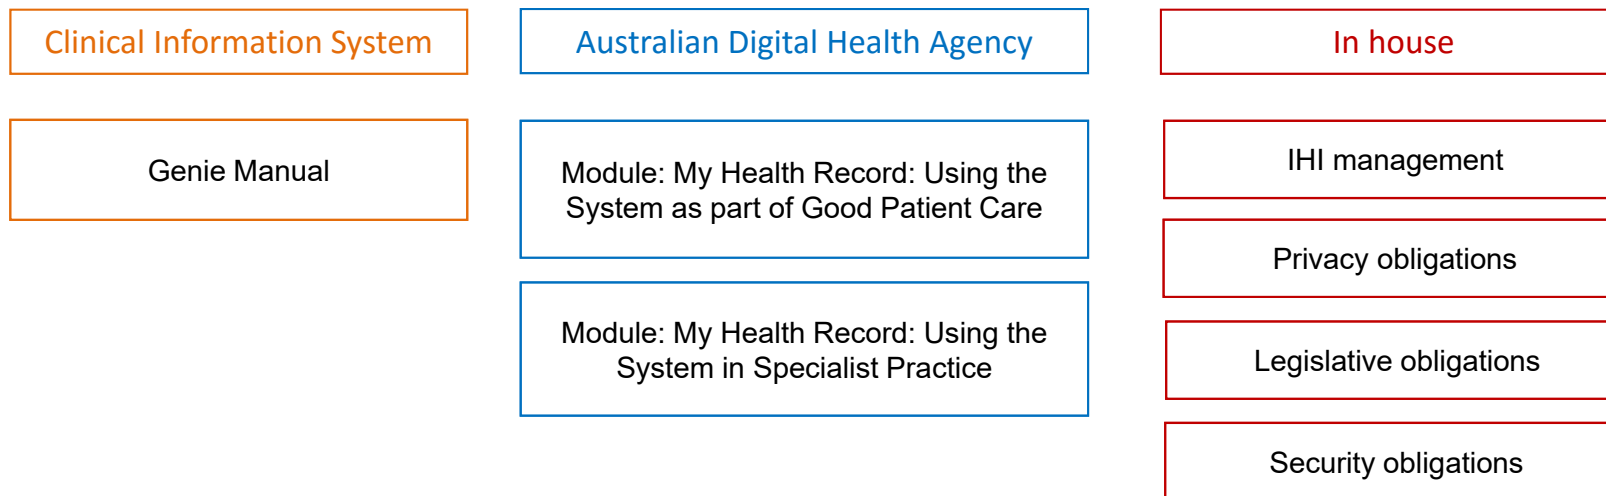 Clinical Information System
Australian Digital Health Agency
In house
Genie Manual
Module: My Health Record: Using the
System as part of Good Patient Care
Module: My Health Record: Using the
System in Specialist Practice
IHI management
Privacy obligations
Legislative obligations
Security obligations